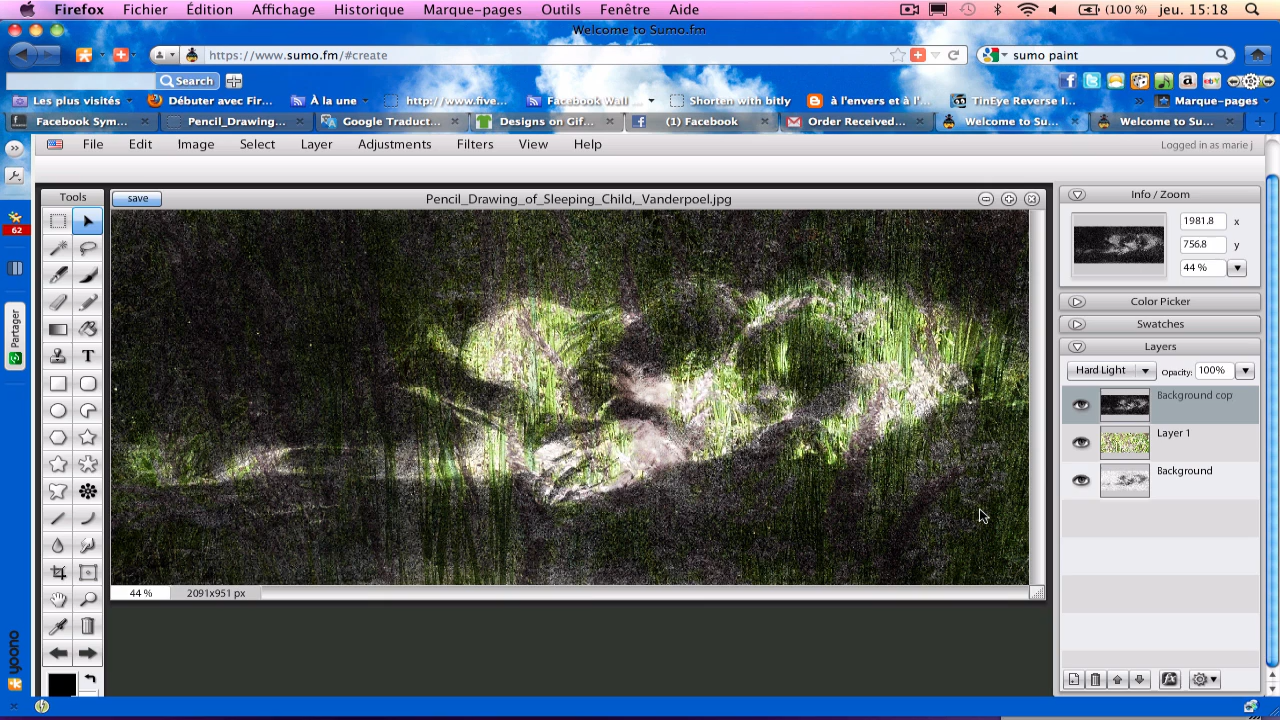 Firefox Fichier Édition Affichage Historique Marque-pages Outils Fenêtre Aide (100 %) jeu. 15:18
Welcome to Sumo.fm
https://www.sumo.fm/#create sumo paint
Search
Les plus visités Débuter avec Fir... À la une http://www.five... Facebook Wall ... Shorten with bitly à l'envers et à l'... TinEye Reverse I... » Marque-pages
Facebook Sym... Pencil_Drawing... Google Traduct... Designs on Gif... (1) Facebook Order Received... Welcome to Su... Welcome to Su...
File Edit Image Select Layer Adjustments Filters View Help Logged in as marie j
Tools
save Pencil_Drawing_of_Sleeping_Child,_Vanderpoel.jpg
Info / Zoom
1981.8 x
756.8 y
44 %
62
Color Picker
Swatches
Layers
Hard Light Opacity: 100%
Background cop
Layer 1
Background
T
Partager
44 % 2091x951 px
yoono